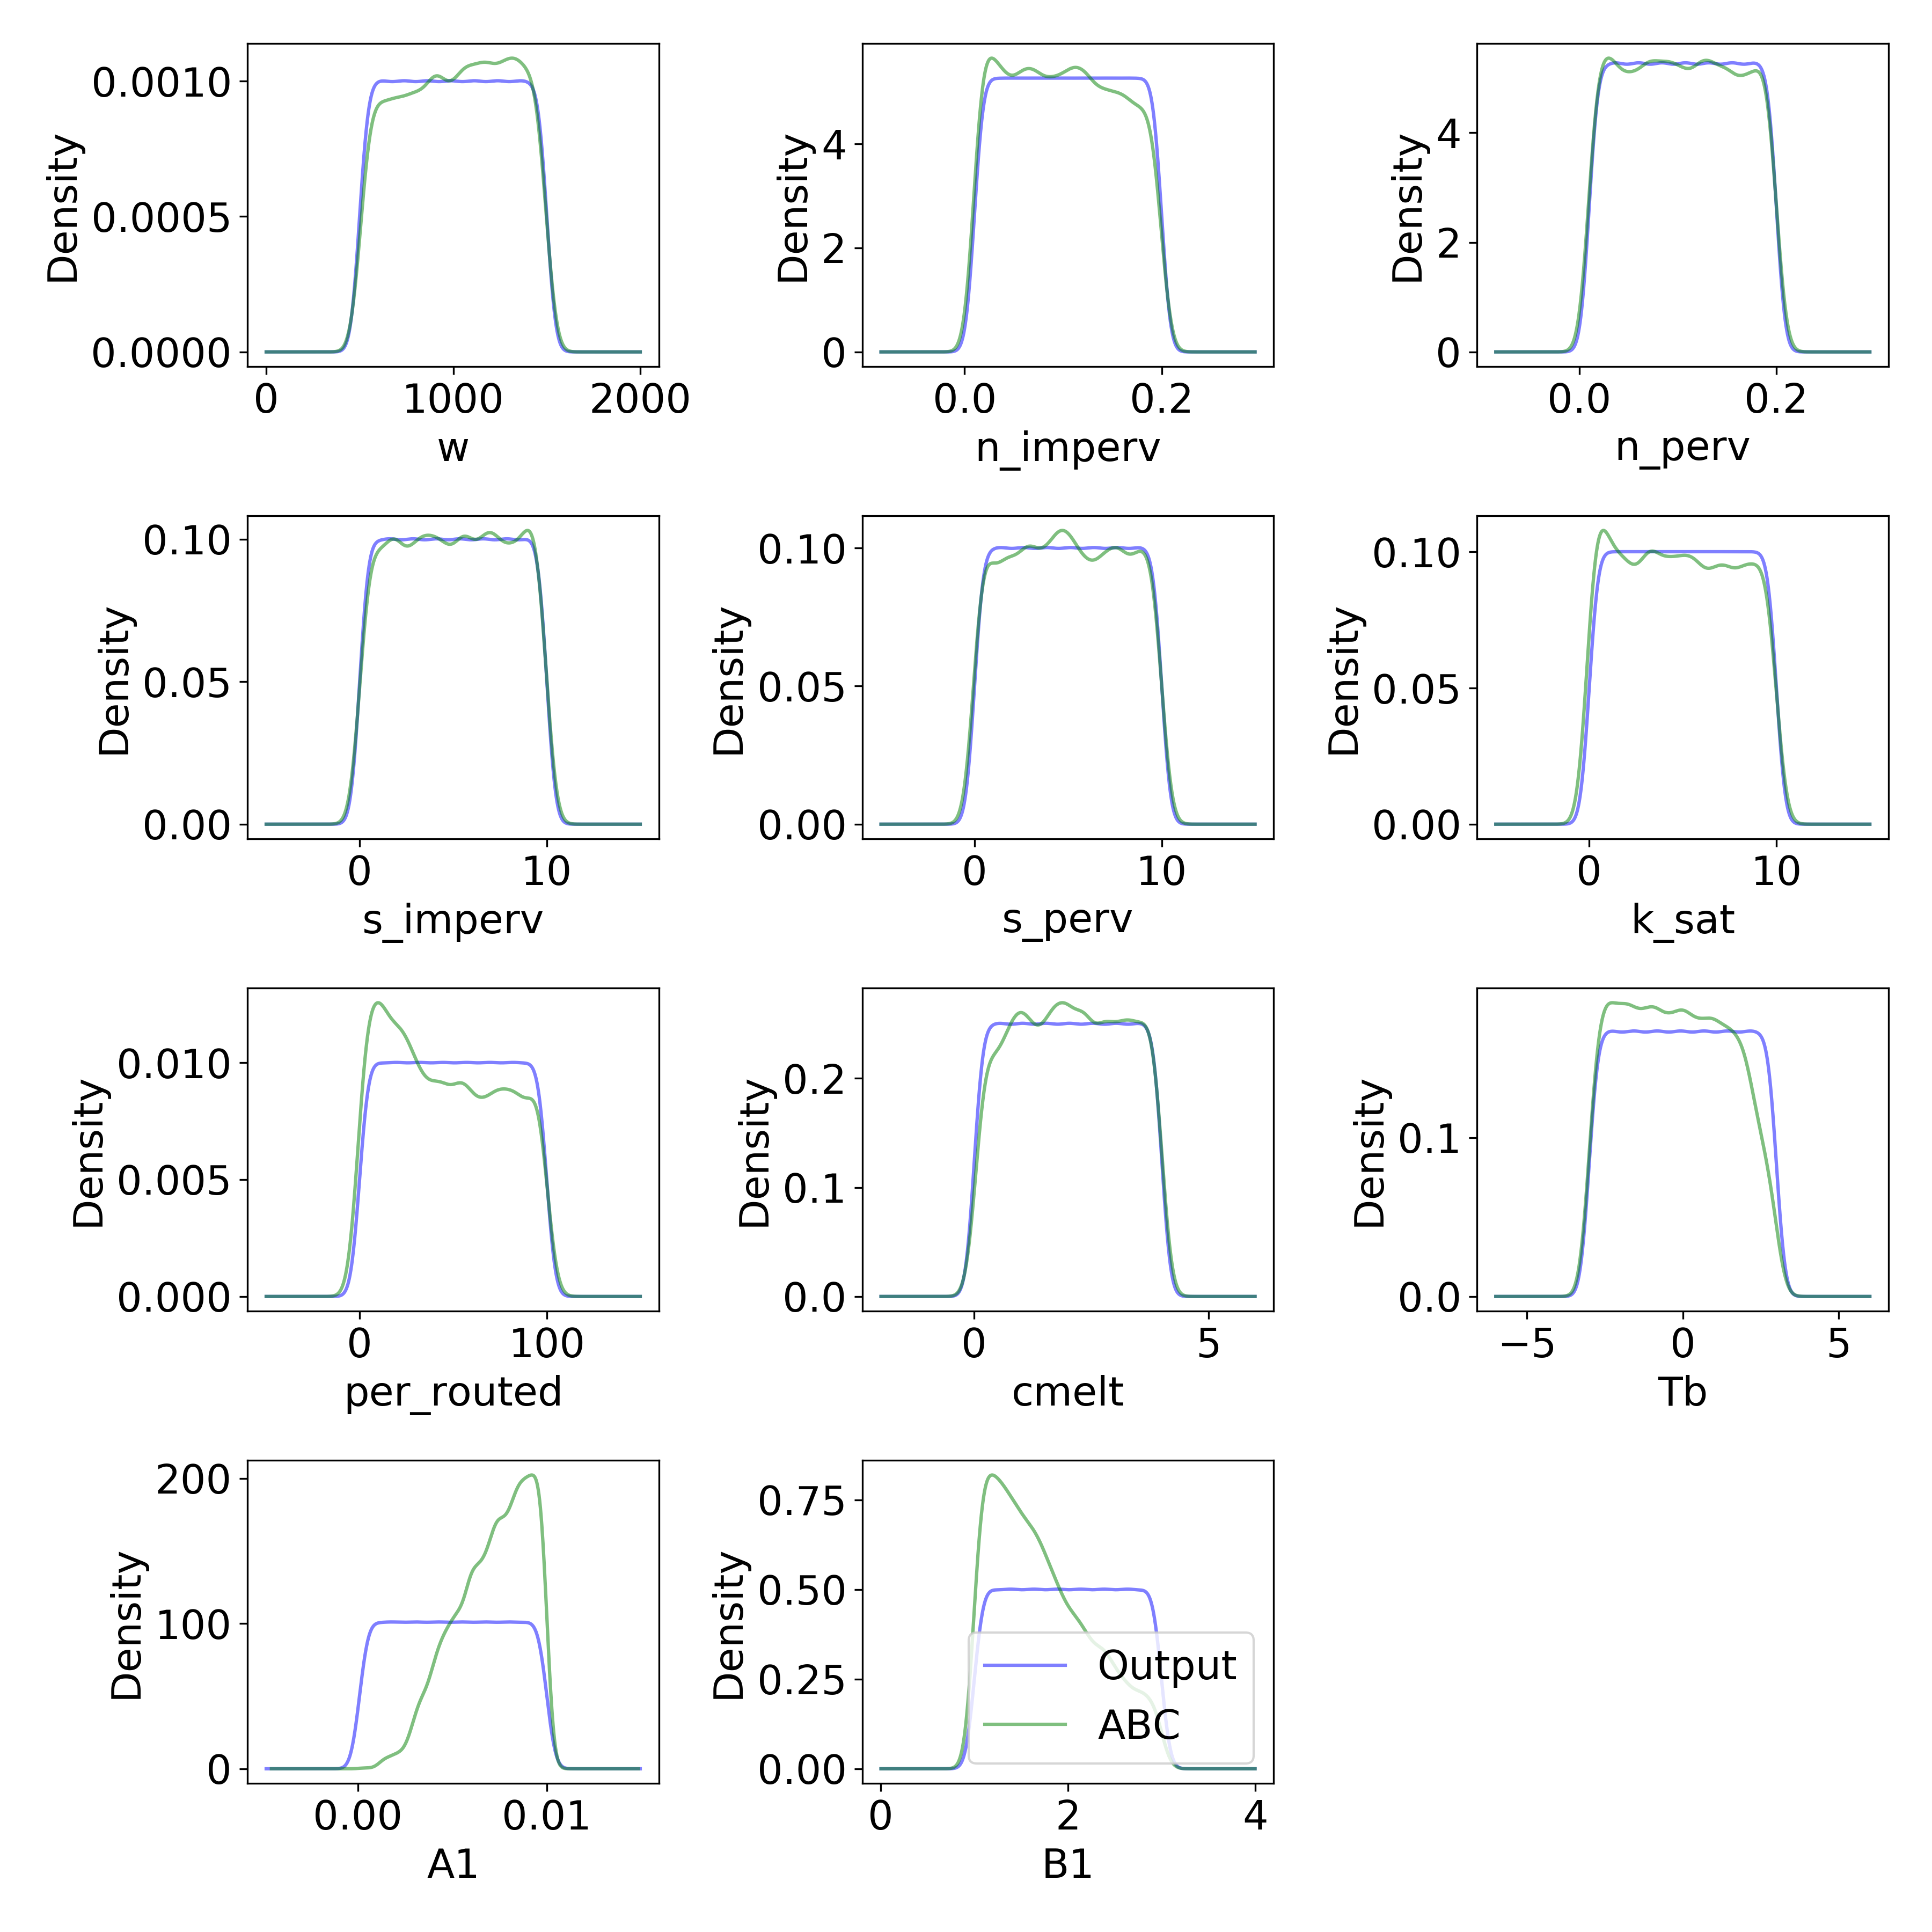 Density
0.0010
0.0005
0.0000
0 1000 2000
w
Density
4
2
0
0.0 0.2
n_imperv
Density
4
2
0
0.0 0.2
n_perv
Density
0.10
0.05
0.00
0 10
s_imperv
Density
0.10
0.05
0.00
0 10
s_perv
Density
0.10
0.05
0.00
0 10
k_sat
Density
0.010
0.005
0.000
0 100
per_routed
Density
0.2
0.1
0.0
0 5
cmelt
Density
0.1
0.0
−5 0 5
Tb
Density
200
100
0
0.00 0.01
A1
Density
0.75
0.50
0.25
0.00
0 2 4
B1
Output
ABC